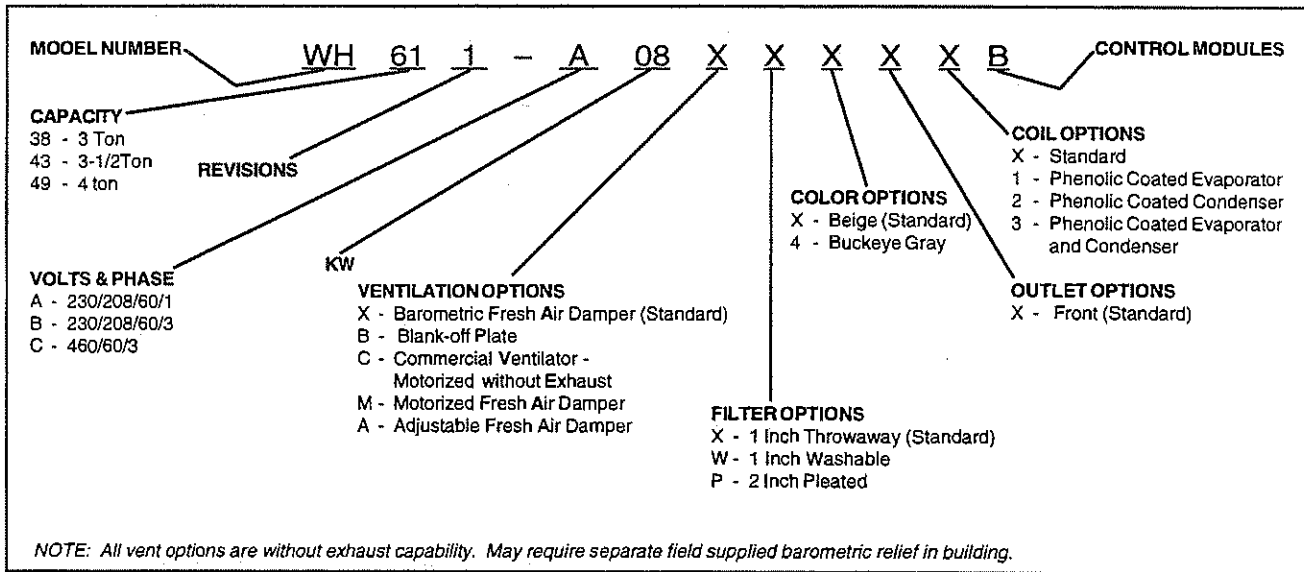 MODEL NUMBER
WH 61 1 - A 08 X X X X X B
CONTROL MODULES
CAPACITY
38 - 3 Ton
43 - 3-1/2Ton
49 - 4 ton
REVISIONS
VOLTS & PHASE
A - 230/208/60/1
B - 230/208/60/3
C - 460/60/3
KW
VENTILATION OPTIONS
X - Barometric Fresh Air Damper (Standard)
B - Blank-off Plate
C - Commercial Ventilator -
Motorized without Exhaust
M - Motorized Fresh Air Damper
A - Adjustable Fresh Air Damper
FILTER OPTIONS
X - 1 Inch Throwaway (Standard)
W - 1 Inch Washable
P - 2 Inch Pleated
COLOR OPTIONS
X - Beige (Standard)
4 - Buckeye Gray
OUTLET OPTIONS
X - Front (Standard)
COIL OPTIONS
X - Standard
1 - Phenolic Coated Evaporator
2 - Phenolic Coated Condenser
3 - Phenolic Coated Evaporator
and Condenser
NOTE: All vent options are without exhaust capability. May require separate field supplied barometric relief in building.